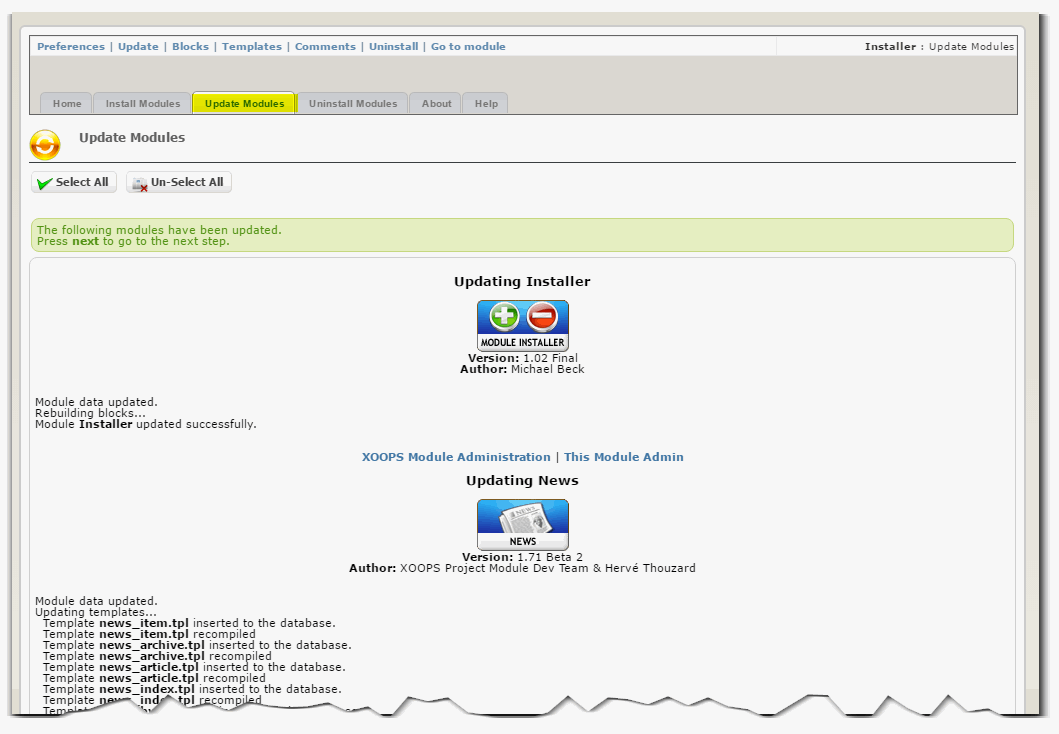 Preferences | Update | Blocks | Templates | Comments | Uninstall | Go to module
Installer : Update Modules
Home Install Modules Update Modules Uninstall Modules About Help
Update Modules
Select All Un-Select All
The following modules have been updated.
Press next to go to the next step.
Updating Installer
MODULE INSTALLER
Version: 1.02 Final
Author: Michael Beck
Module data updated.
Rebuilding blocks...
Module Installer updated successfully.
XOOPS Module Administration | This Module Admin
Updating News
NEWS
NEWS
Version: 1.71 Beta 2
Author: XOOPS Project Module Dev Team & Hervé Thouzard
Module data updated.
Updating templates...
Template news_item.tpl inserted to the database.
Template news_item.tpl recompiled
Template news_archive.tpl inserted to the database.
Template news_archive.tpl recompiled
Template news_article.tpl inserted to the database.
Template news_article.tpl recompiled
Template news_index.tpl inserted to the database.
Template news_index.tpl recompiled